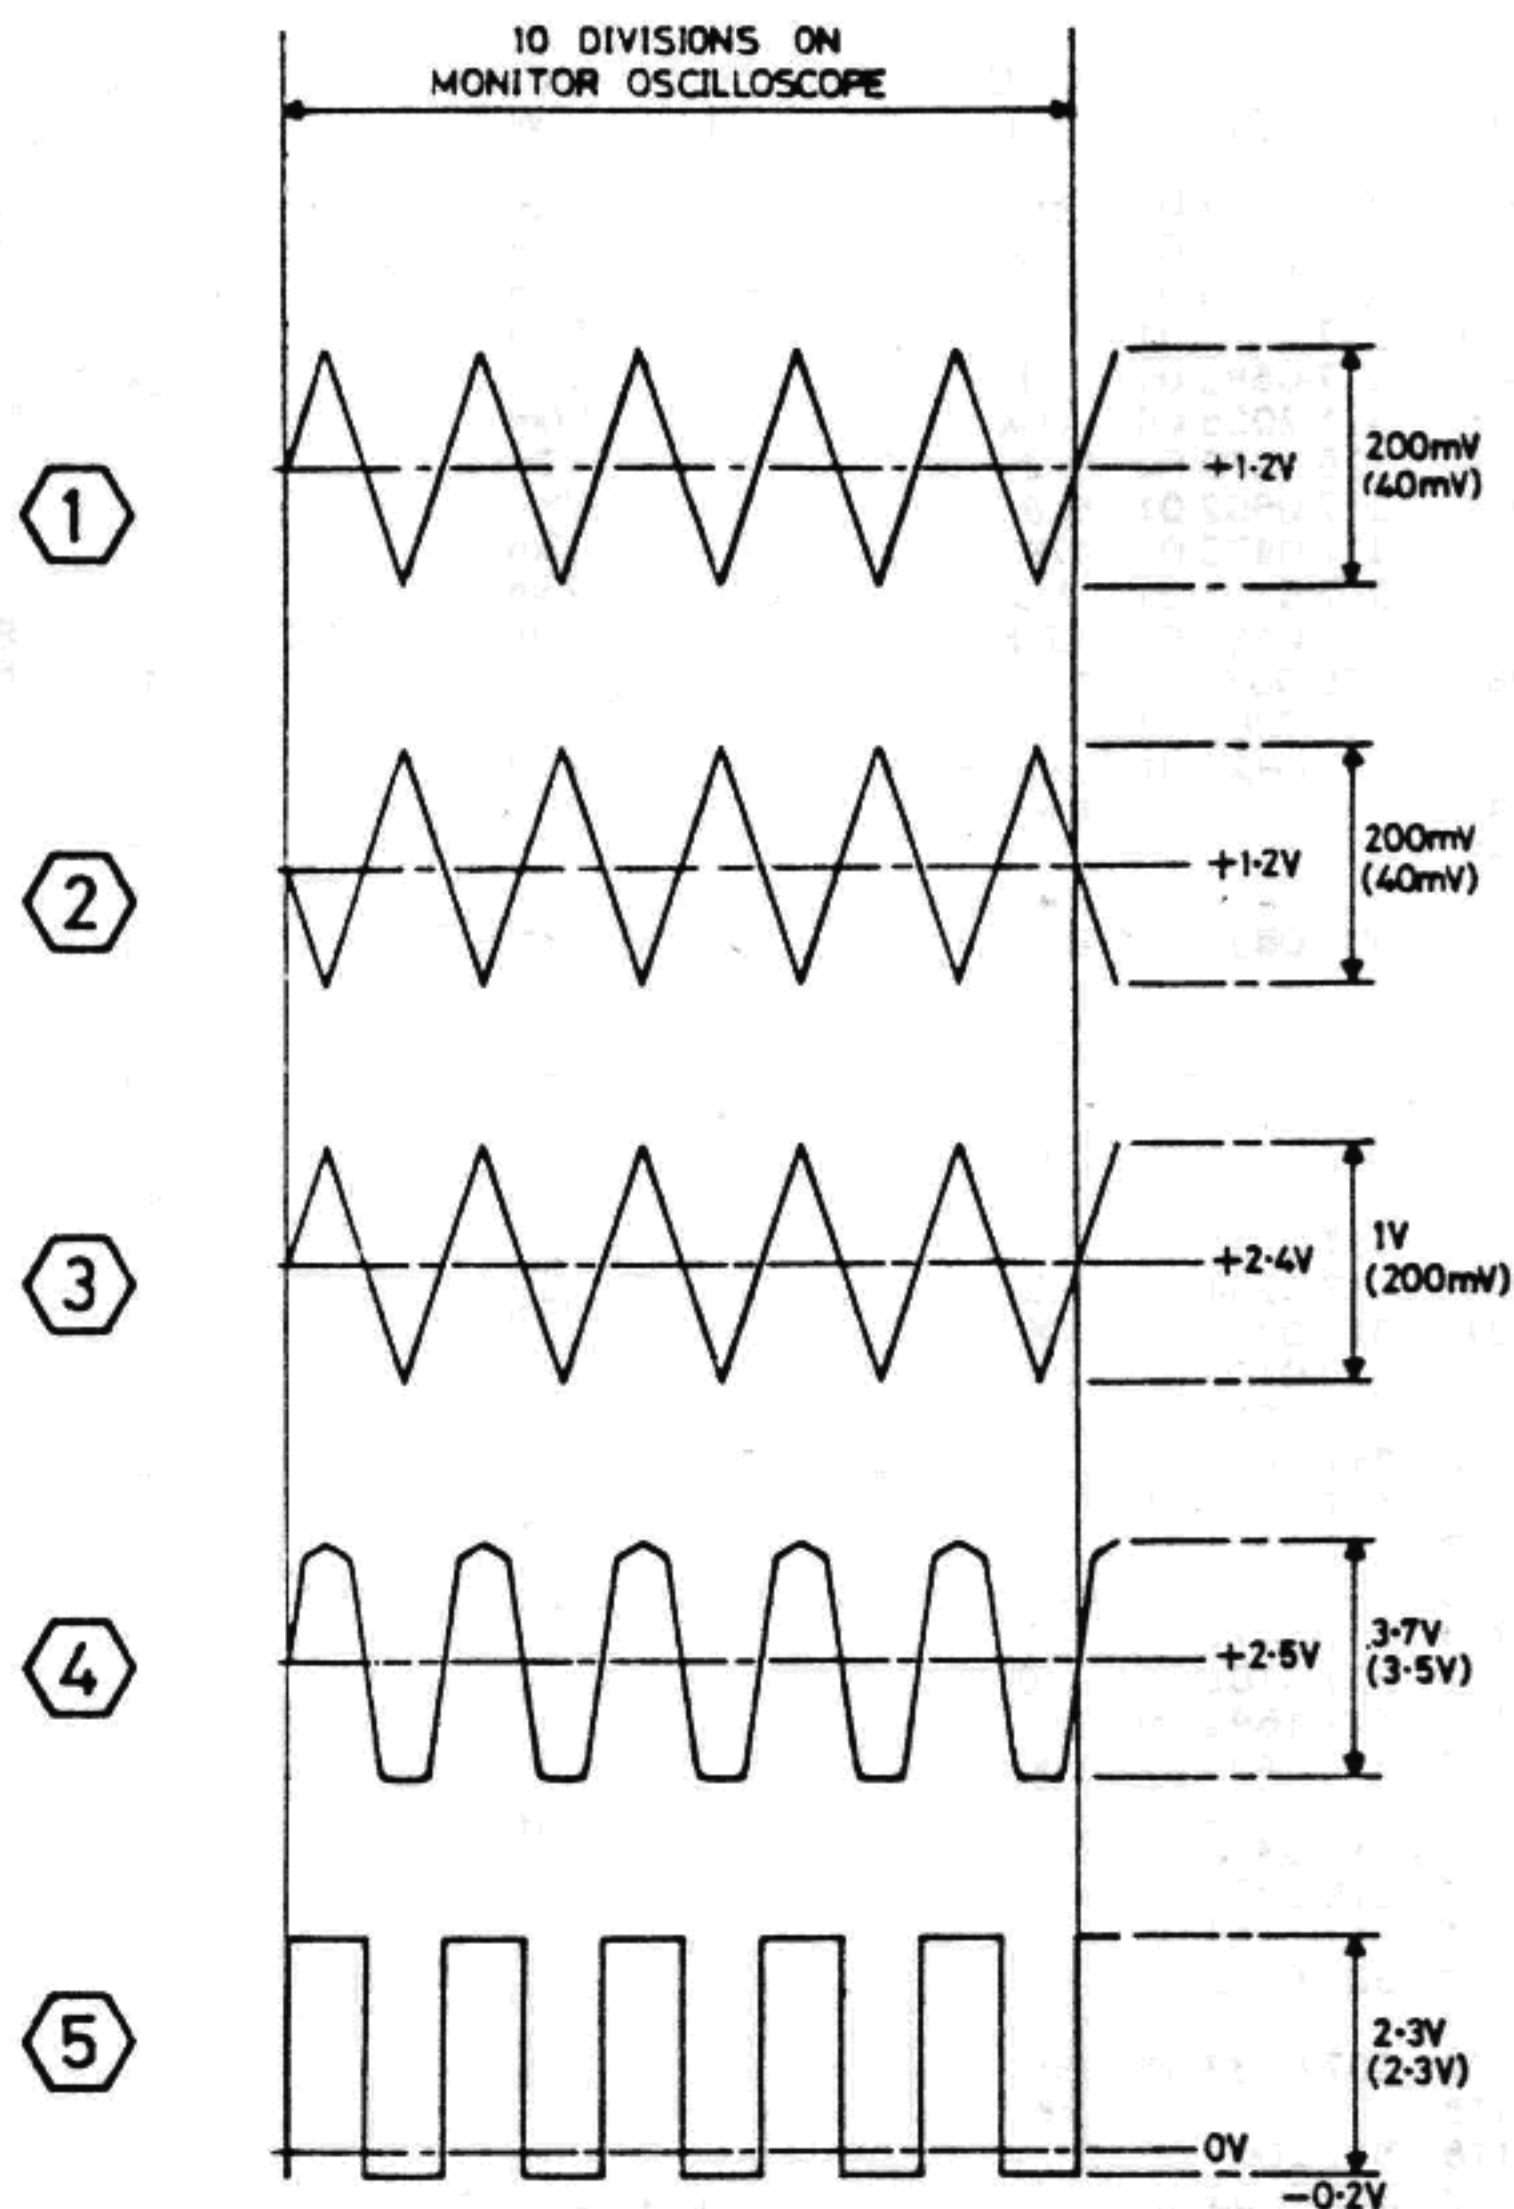 10 DIVISIONS ON
MONITOR OSCILLOSCOPE
1
+1·2V
200mV
(40mV)
2
+1·2V
200mV
(40mV)
3
+2·4V
1V
(200mV)
4
+2·5V
3·7V
(3·5V)
5
2·3V
(2·3V)
0V
-0·2V